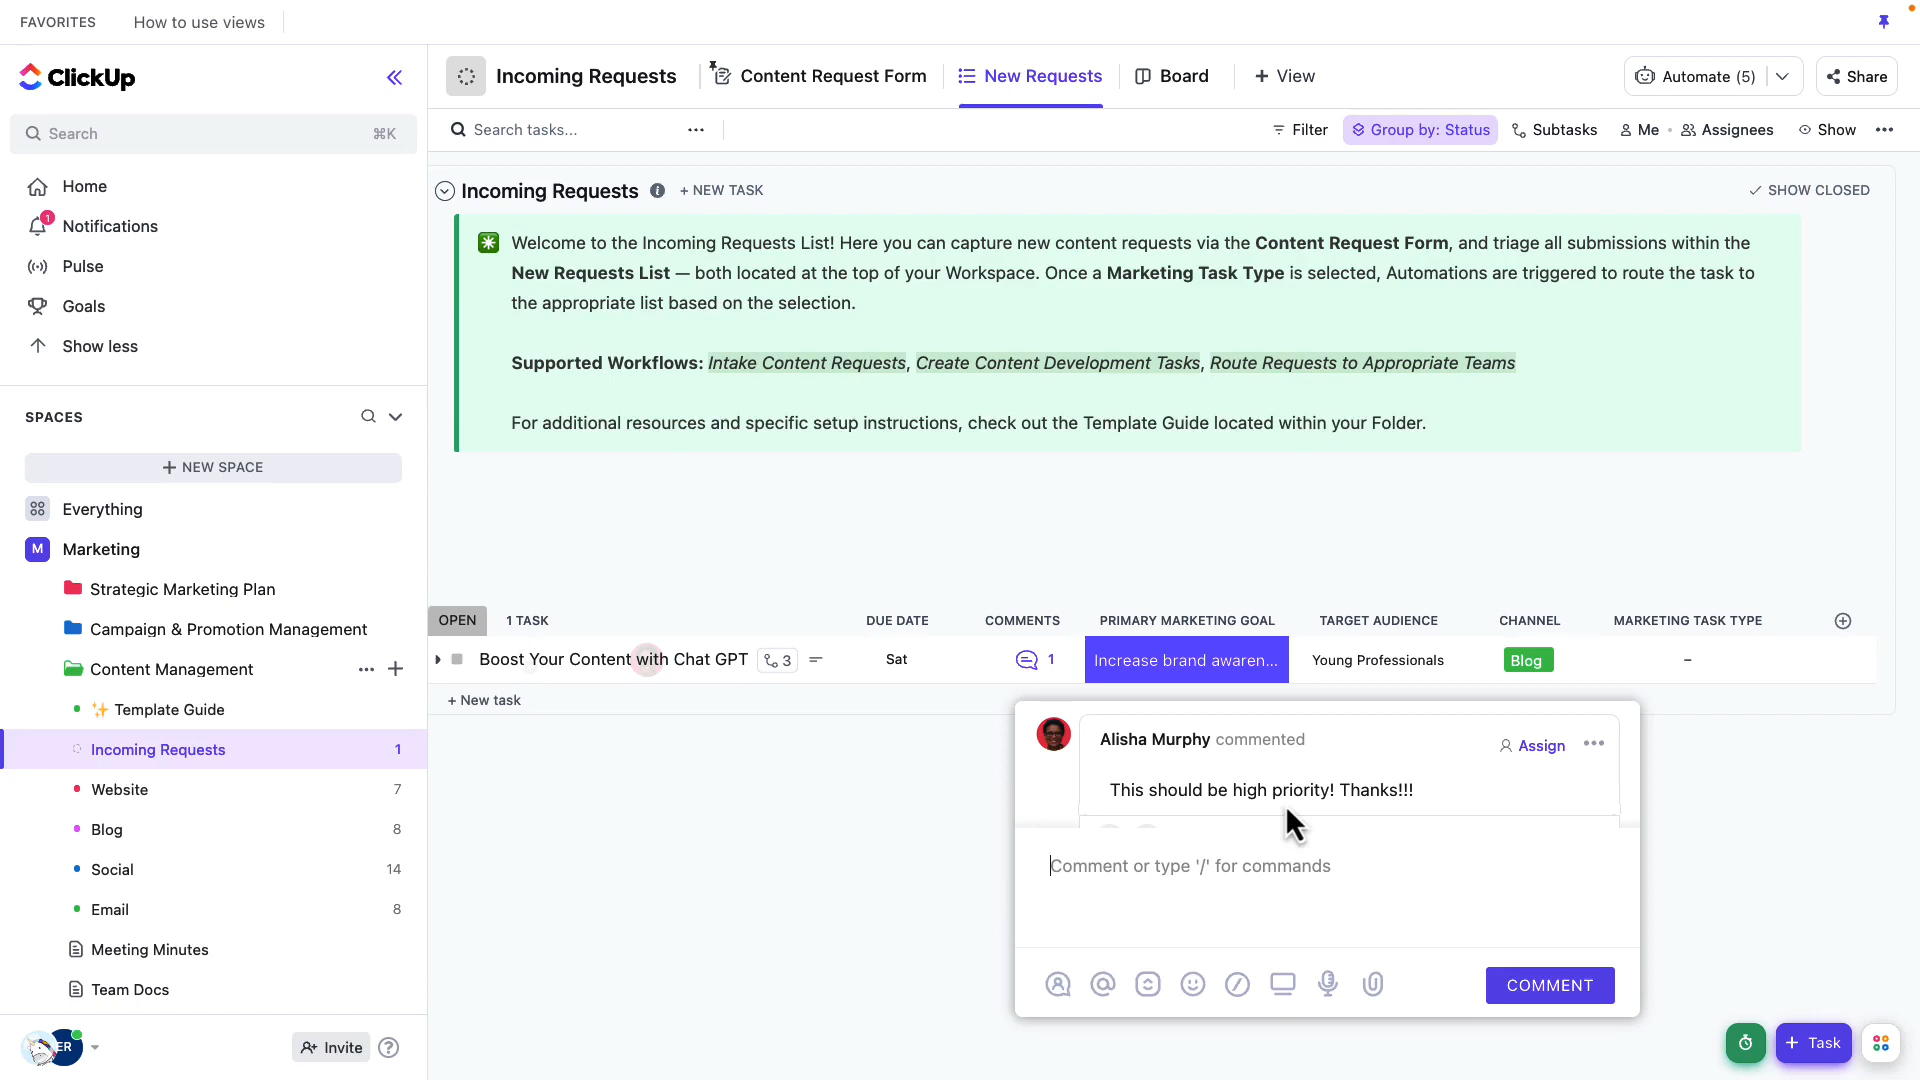 FAVORITES
How to use views
ClickUp
Search ⌘K
Home
1
Notifications
Pulse
Goals
Show less
SPACES
+ NEW SPACE
Everything
M Marketing
Strategic Marketing Plan
Campaign & Promotion Management
Content Management
✨ Template Guide
Incoming Requests 1
Website 7
Blog 8
Social 14
Email 8
Meeting Minutes
Team Docs
ER
Invite
?
Incoming Requests
Content Request Form
New Requests
Board
+ View
Automate (5)
Share
Search tasks...
Filter
Group by: Status
Subtasks
Me
Assignees
Show
Incoming Requests
+ NEW TASK
SHOW CLOSED
Welcome to the Incoming Requests List! Here you can capture new content requests via the Content Request Form, and triage all submissions within the
New Requests List — both located at the top of your Workspace. Once a Marketing Task Type is selected, Automations are triggered to route the task to
the appropriate list based on the selection.
Supported Workflows: Intake Content Requests, Create Content Development Tasks, Route Requests to Appropriate Teams
For additional resources and specific setup instructions, check out the Template Guide located within your Folder.
OPEN 1 TASK DUE DATE COMMENTS PRIMARY MARKETING GOAL TARGET AUDIENCE CHANNEL MARKETING TASK TYPE
Boost Your Content with Chat GPT 3 Sat 1 Increase brand awaren... Young Professionals Blog –
+ New task
Alisha Murphy commented
Assign
This should be high priority! Thanks!!!
Comment or type '/' for commands
COMMENT
+ Task